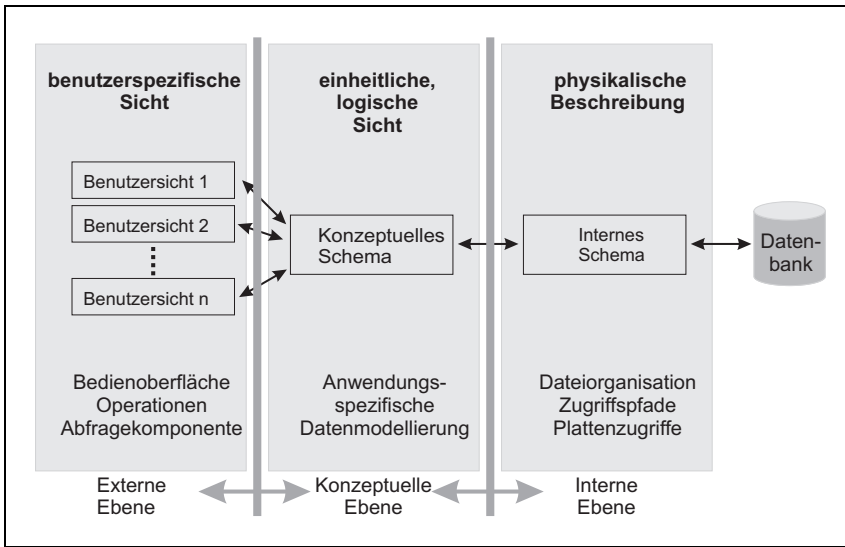 benutzerspezifische
Sicht
Benutzersicht 1
Benutzersicht 2
Benutzersicht n
Bedienoberfläche
Operationen
Abfragekomponente
Externe
Ebene
einheitliche,
logische
Sicht
Konzeptuelles
Schema
Anwendungs-
spezifische
Datenmodellierung
Konzeptuelle
Ebene
physikalische
Beschreibung
Internes
Schema
Dateiorganisation
Zugriffspfade
Plattenzugriffe
Interne
Ebene
Daten-
bank